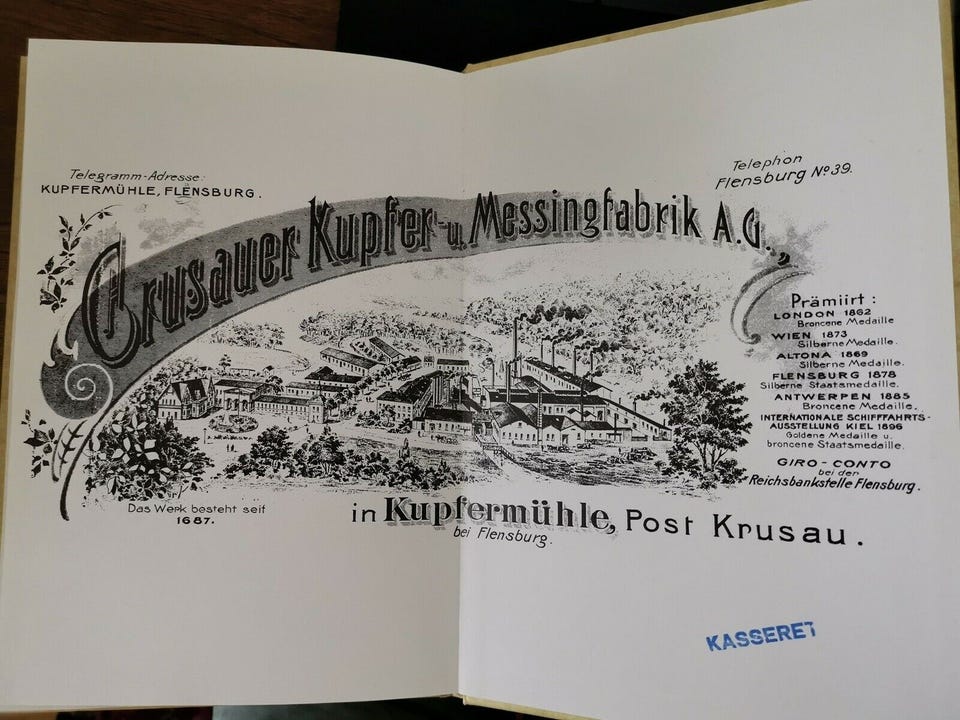 Telegramm-Adresse:
KUPFERMÜHLE, FLENSBURG.
Telephon
Flensburg No 39.
Crusauer Kupfer- u. Messingfabrik A.G.,
Prämiirt:
LONDON 1862
Broncene Medaille
WIEN 1873
Silberne Medaille.
ALTONA 1869
Silberne Medaille.
FLENSBURG 1878
Silberne Staatsmedaille.
ANTWERPEN 1885
Broncene Medaille.
INTERNATIONALE SCHIFFFAHRTS-
AUSSTELLUNG KIEL 1896
Goldene Medaille u.
broncene Staatsmedaille.
GIRO-CONTO
bei der
Reichsbankstelle Flensburg.
Das Werk besteht seit
1687.
in Kupfermühle, Post Krusau.
bei Flensburg.
KASSERET